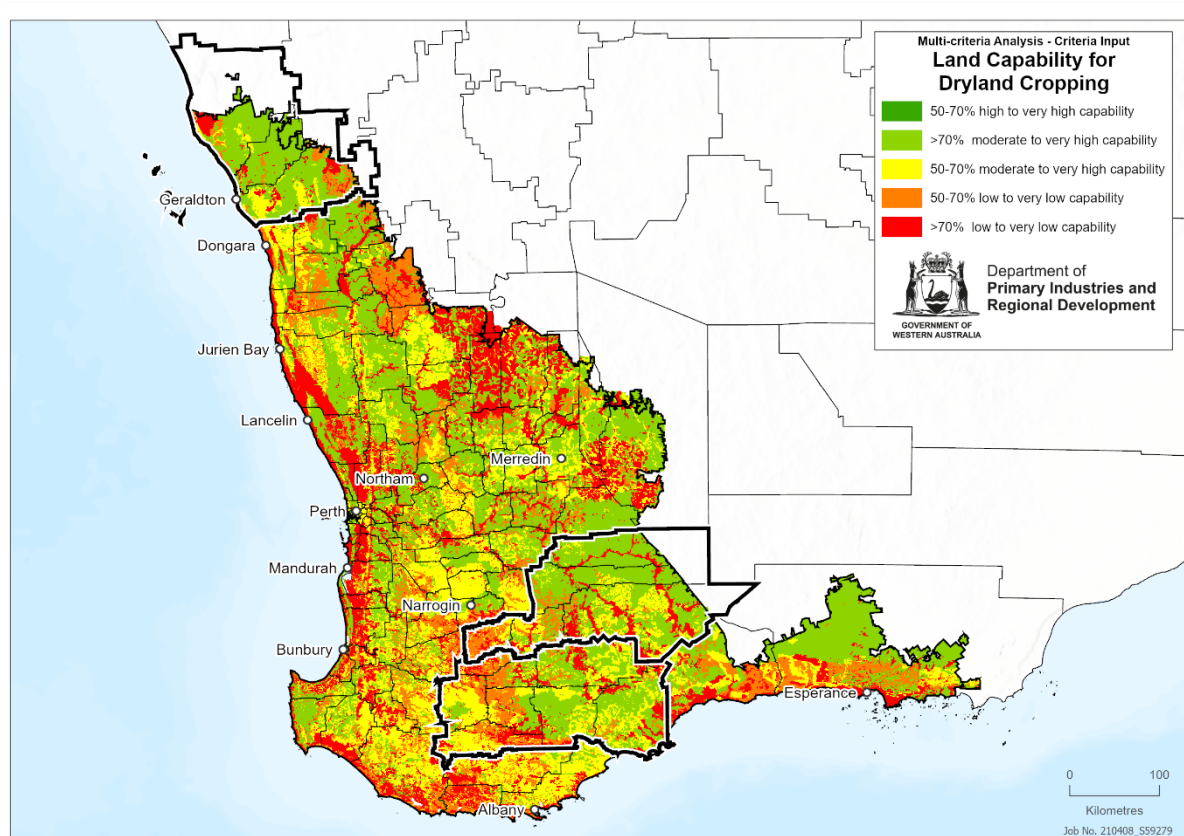 Multi-criteria Analysis - Criteria Input
Land Capability for
Dryland Cropping
50-70% high to very high capability
>70% moderate to very high capability
50-70% moderate to very high capability
50-70% low to very low capability
>70% low to very low capability
Department of
Primary Industries and
Regional Development
GOVERNMENT OF
WESTERN AUSTRALIA
Geraldton
Dongara
Jurien Bay
Lancelin
Merredin
Northam
Perth
Mandurah
Narrogin
Bunbury
Esperance
Albany
0 100
Kilometres
Job No. 210408_S59279